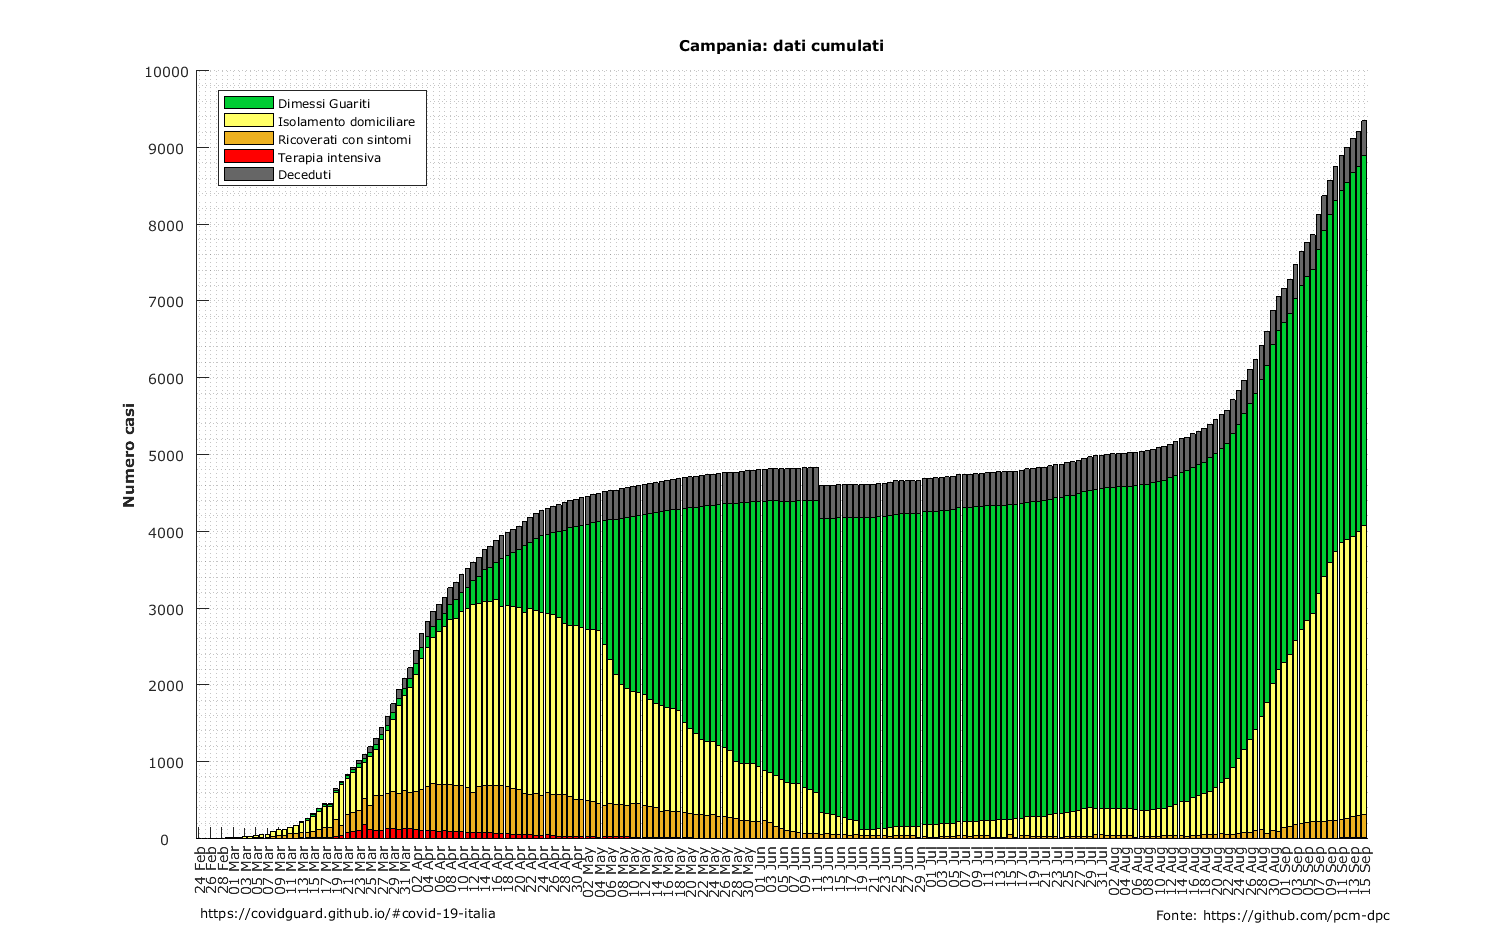 Campania: dati cumulati
10000
9000
8000
7000
6000
5000
4000
3000
2000
1000
0
Numero casi
Dimessi Guariti
Isolamento domiciliare
Ricoverati con sintomi
Terapia intensiva
Deceduti
24 Feb
26 Feb
28 Feb
01 Mar
03 Mar
05 Mar
07 Mar
09 Mar
11 Mar
13 Mar
15 Mar
17 Mar
19 Mar
21 Mar
23 Mar
25 Mar
27 Mar
29 Mar
31 Mar
02 Apr
04 Apr
06 Apr
08 Apr
10 Apr
12 Apr
14 Apr
16 Apr
18 Apr
20 Apr
22 Apr
24 Apr
26 Apr
28 Apr
30 Apr
02 May
04 May
06 May
08 May
10 May
12 May
14 May
16 May
18 May
20 May
22 May
24 May
26 May
28 May
30 May
01 Jun
03 Jun
05 Jun
07 Jun
09 Jun
11 Jun
13 Jun
15 Jun
17 Jun
19 Jun
21 Jun
23 Jun
25 Jun
27 Jun
29 Jun
01 Jul
03 Jul
05 Jul
07 Jul
09 Jul
11 Jul
13 Jul
15 Jul
17 Jul
19 Jul
21 Jul
23 Jul
25 Jul
27 Jul
29 Jul
31 Jul
02 Aug
04 Aug
06 Aug
08 Aug
10 Aug
12 Aug
14 Aug
16 Aug
18 Aug
20 Aug
22 Aug
24 Aug
26 Aug
28 Aug
30 Aug
01 Sep
03 Sep
05 Sep
07 Sep
09 Sep
11 Sep
13 Sep
15 Sep
https://covidguard.github.io/#covid-19-italia
Fonte: https://github.com/pcm-dpc